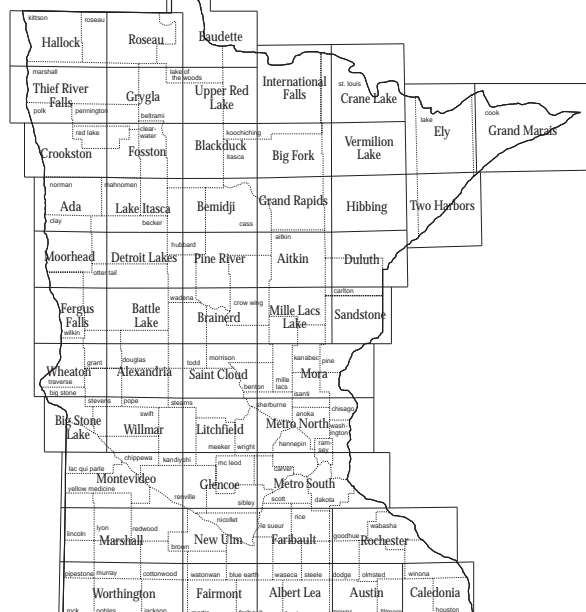 kittson
roseau
Hallock
Roseau
Baudette
marshall
lake of
the woods
International
Falls
st. louis
Crane Lake
Thief River
Falls
Grygla
Upper Red
Lake
polk
pennington
beltrami
lake
cook
Ely
Grand Marais
red lake
clear-
water
koochiching
Crookston
Fosston
Blackduck
itasca
Big Fork
Vermilion
Lake
norman
mahnomen
Ada
Lake Itasca
Bemidji
Grand Rapids
Hibbing
Two Harbors
clay
becker
cass
hubbard
aitkin
Moorhead
Detroit Lakes
Pine River
Aitkin
Duluth
otter tail
carlton
wadena
crow wing
Fergus
Falls
Battle
Lake
Brainerd
Mille Lacs
Lake
Sandstone
wilkin
grant
douglas
todd
morrison
kanabec
pine
Wheaton
Alexandria
Saint Cloud
Mora
traverse
benton
mille
lacs
big stone
isanti
stevens
pope
stearns
sherburne
chisago
swift
anoka
Big Stone
Lake
Willmar
Litchfield
Metro North
wash-
ington
hennepin
ram-
sey
meeker
wright
chippewa
kandiyohi
mc leod
carver
lac qui parle
Montevideo
Glencoe
Metro South
yellow medicine
renville
sibley
scott
dakota
nicollet
rice
le sueur
wabasha
lyon
redwood
lincoln
goodhue
Marshall
New Ulm
Faribault
Rochester
brown
pipestone
murray
cottonwood
watonwan
blue earth
waseca
steele
dodge
olmsted
winona
Worthington
Fairmont
Albert Lea
Austin
Caledonia
rock
nobles
jackson
houston